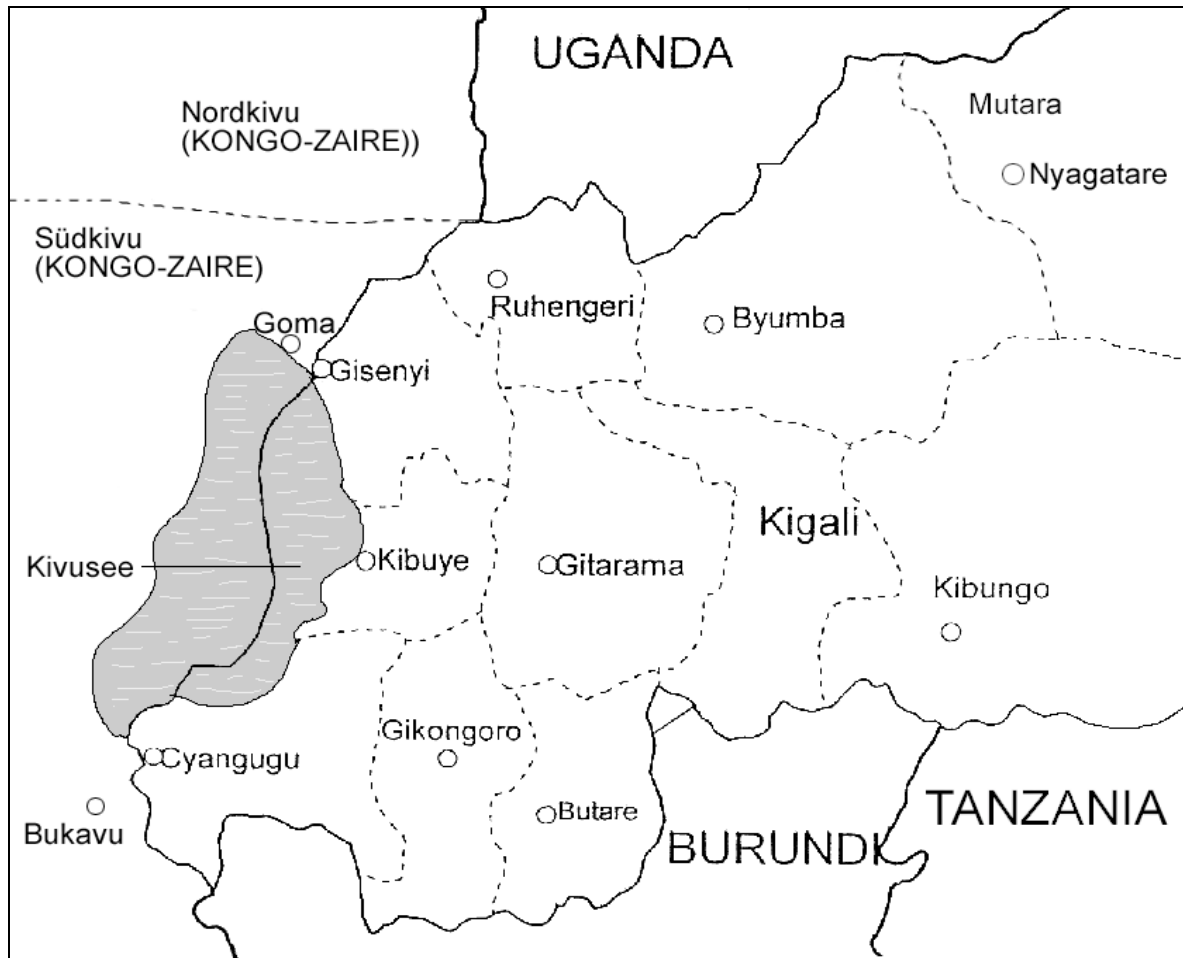 UGANDA
Nordkivu
(KONGO-ZAIRE))
Mutara
Nyagatare
Südkivu
(KONGO-ZAIRE)
Ruhengeri
Byumba
Goma
Gisenyi
Kigali
Kivusee
Kibuye
Gitarama
Kibungo
Gikongoro
Cyangugu
Bukavu
Butare
BURUNDI
TANZANIA